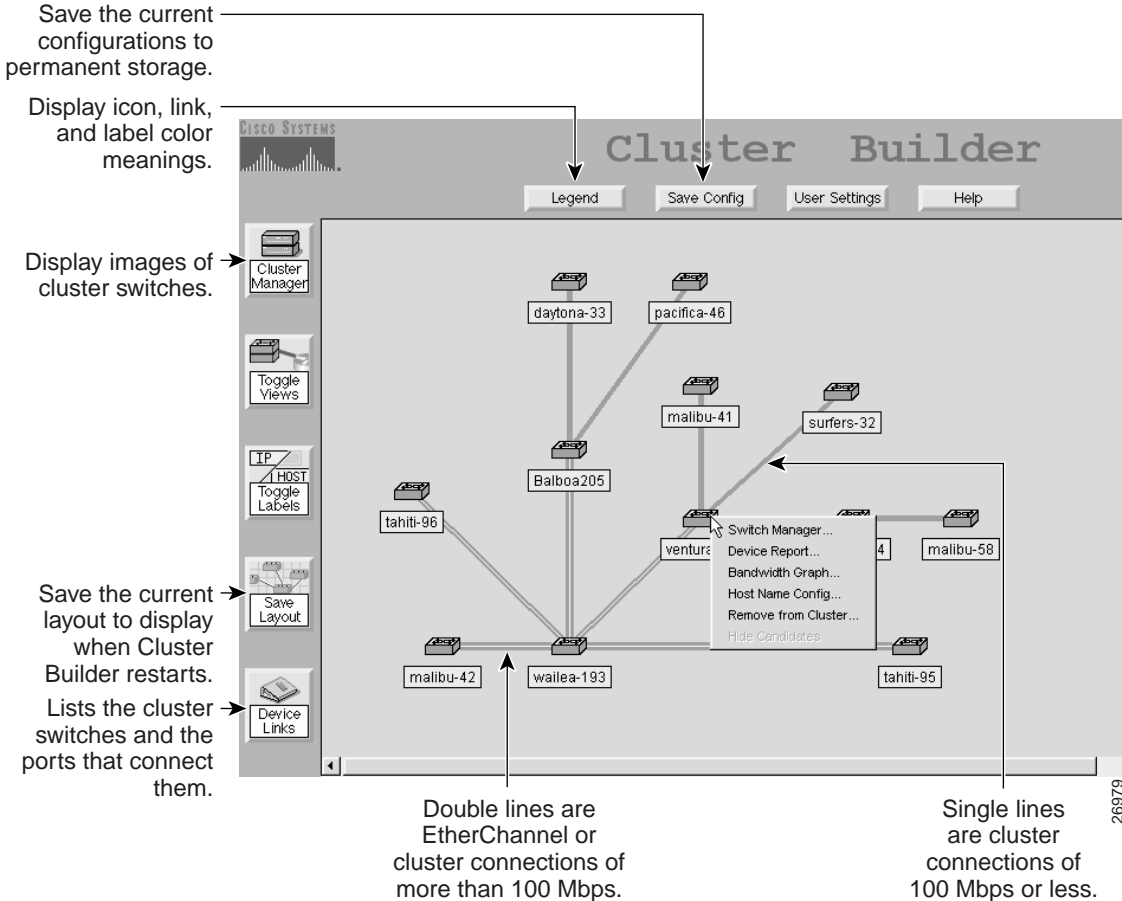 Save the current
configurations to
permanent storage.
Display icon, link,
and label color
meanings.
CISCO SYSTEMS
Cluster Builder
Legend
Save Config
User Settings
Help
Display images of
cluster switches.
Cluster
Manager
Toggle
Views
IP
HOST
Toggle
Labels
Save the current
layout to display
when Cluster
Builder restarts.
Save
Layout
Lists the cluster
switches and the
ports that connect
them.
Device
Links
daytona-33
pacifica-46
malibu-41
surfers-32
Balboa205
tahiti-96
ventura
4
malibu-58
Switch Manager...
Device Report...
Bandwidth Graph...
Host Name Config...
Remove from Cluster...
Hide Candidates
malibu-42
wailea-193
tahiti-95
Double lines are
EtherChannel or
cluster connections of
more than 100 Mbps.
Single lines
are cluster
connections of
100 Mbps or less.
26979